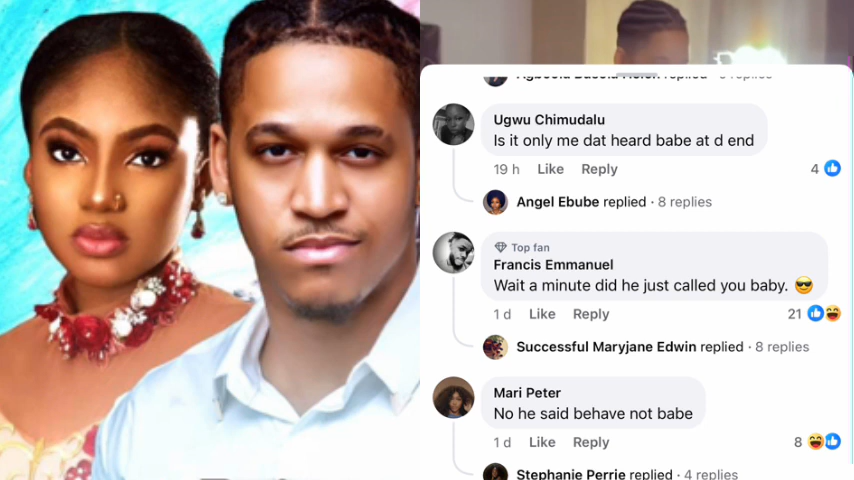 replied
replies
Ugwu Chimudalu
Is it only me dat heard babe at d end
19 h Like Reply 4
Angel Ebube replied · 8 replies
Top fan
Francis Emmanuel
Wait a minute did he just called you baby. 😎
1 d Like Reply 21
Successful Maryjane Edwin replied · 8 replies
Mari Peter
No he said behave not babe
1 d Like Reply 8
Stephanie Perrie replied · 4 replies